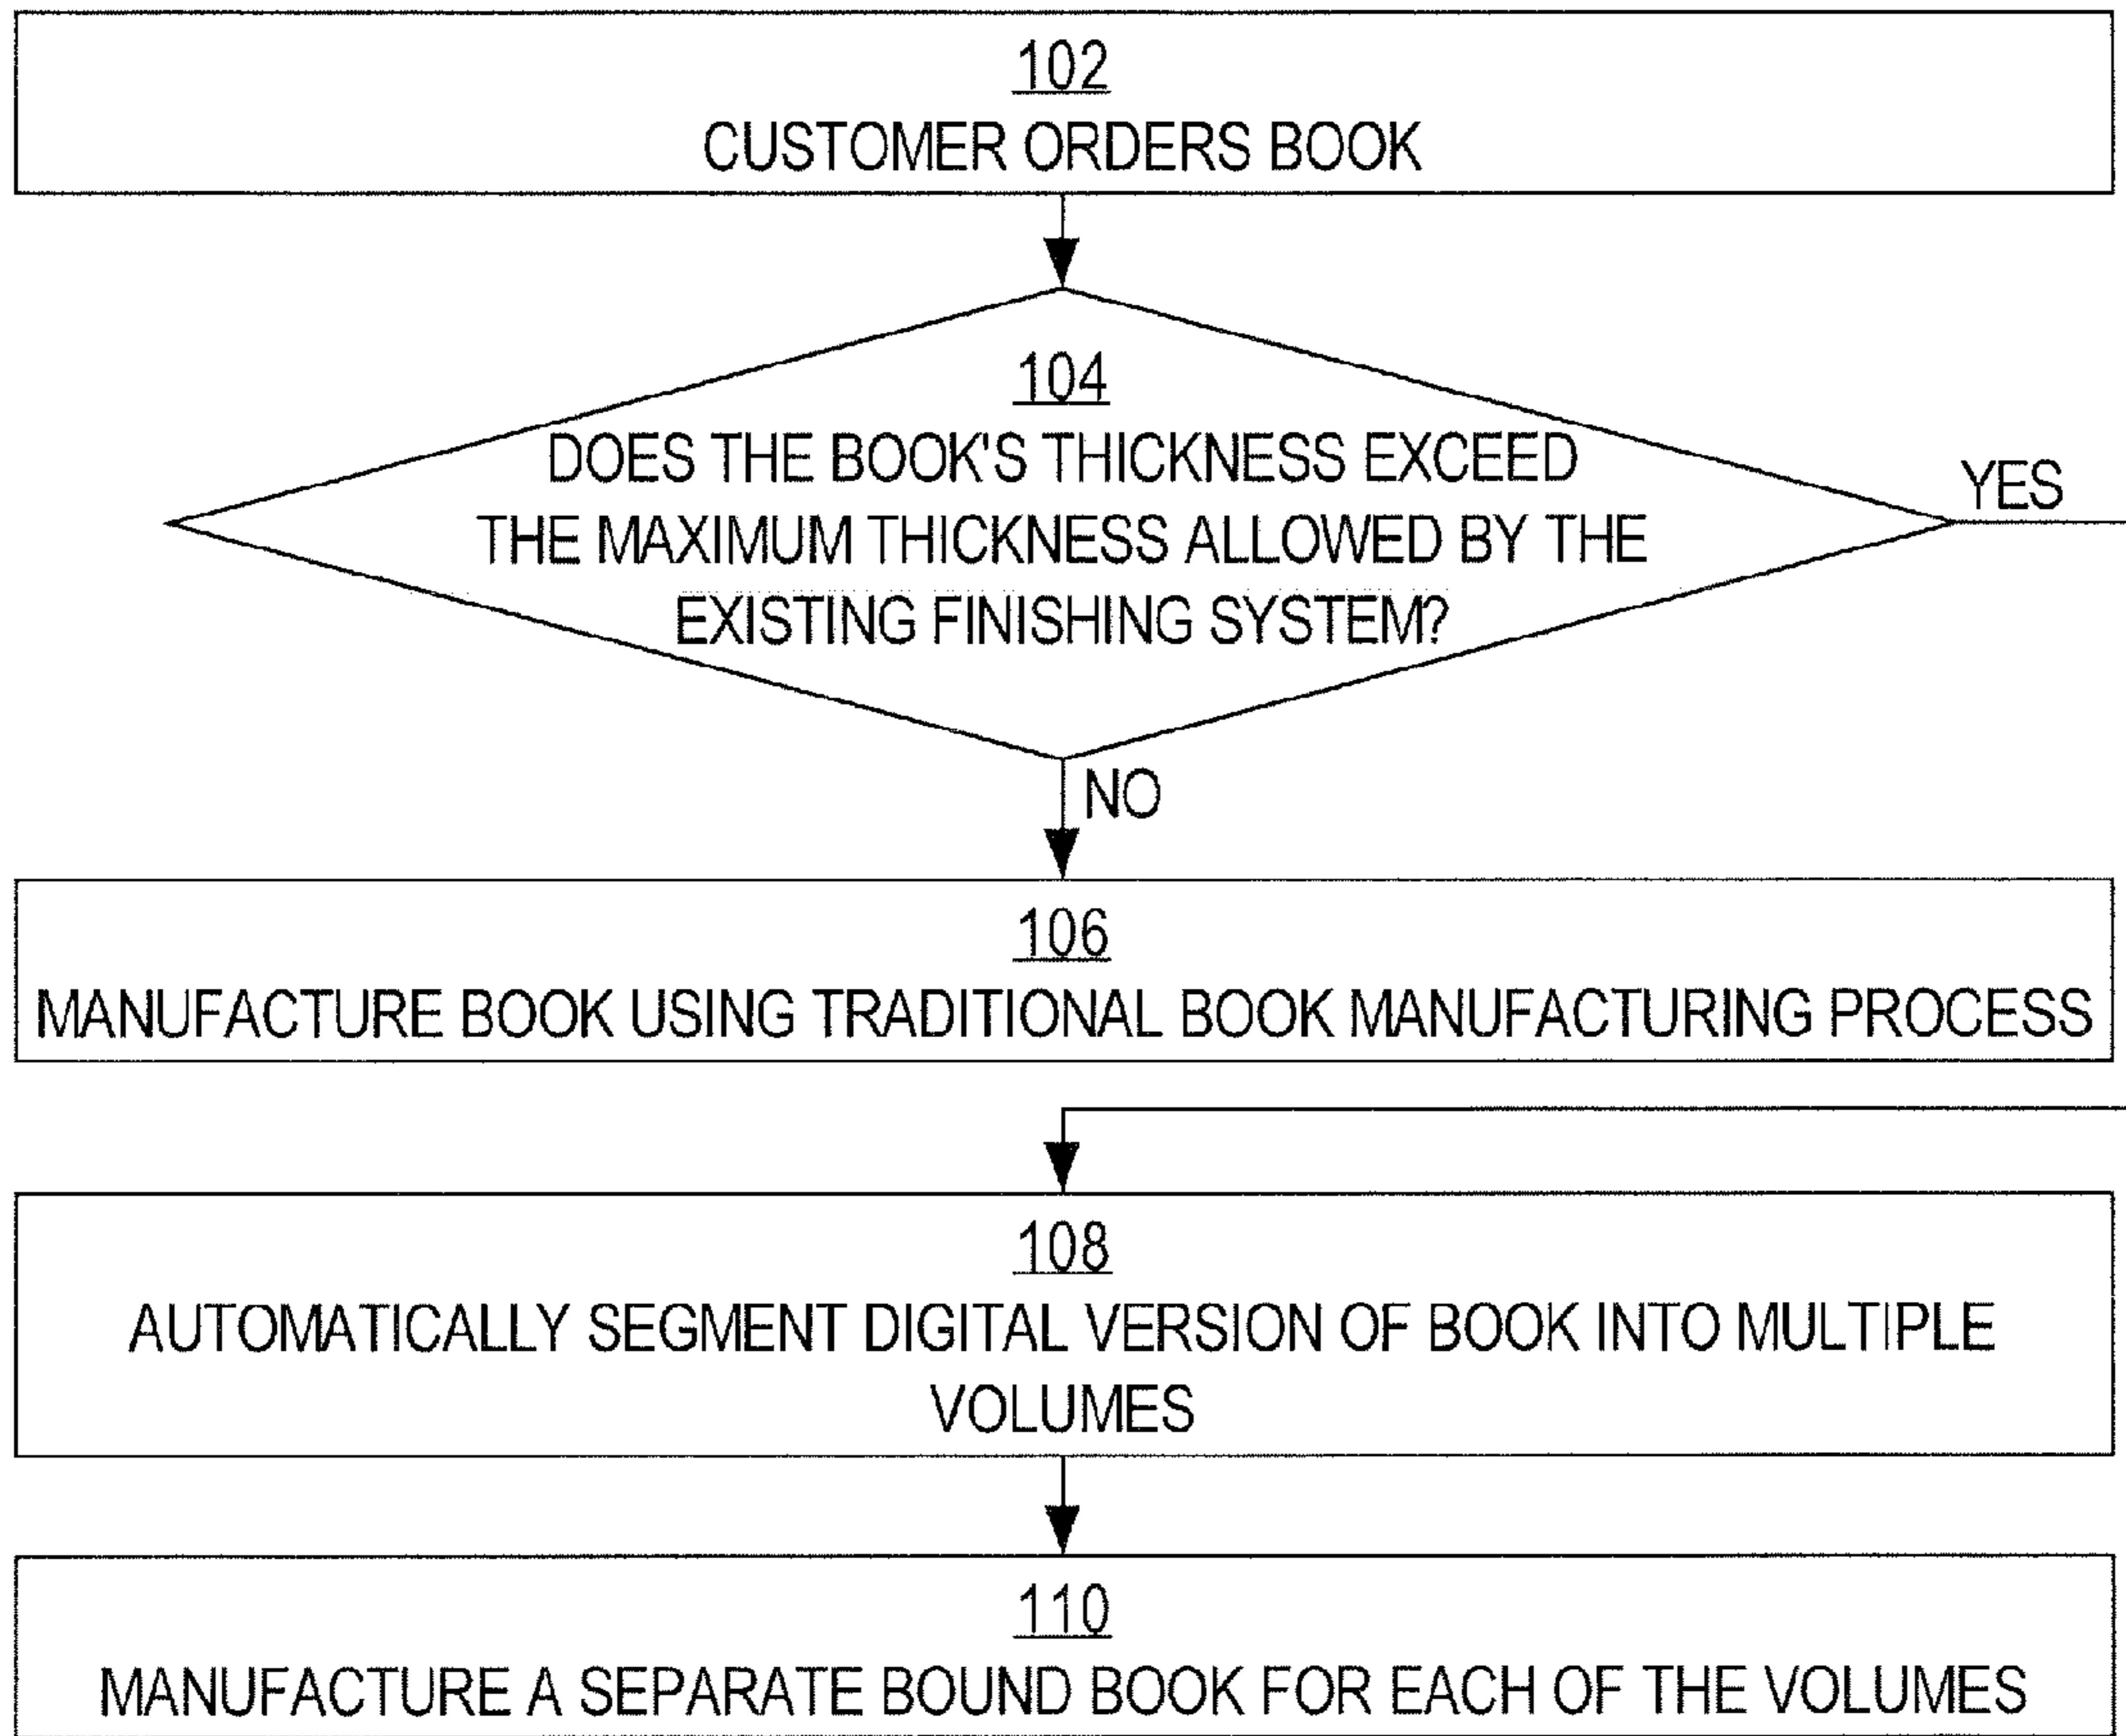 102
CUSTOMER ORDERS BOOK
104
DOES THE BOOK'S THICKNESS EXCEED
THE MAXIMUM THICKNESS ALLOWED BY THE
EXISTING FINISHING SYSTEM?
YES
NO
106
MANUFACTURE BOOK USING TRADITIONAL BOOK MANUFACTURING PROCESS
108
AUTOMATICALLY SEGMENT DIGITAL VERSION OF BOOK INTO MULTIPLE
VOLUMES
110
MANUFACTURE A SEPARATE BOUND BOOK FOR EACH OF THE VOLUMES